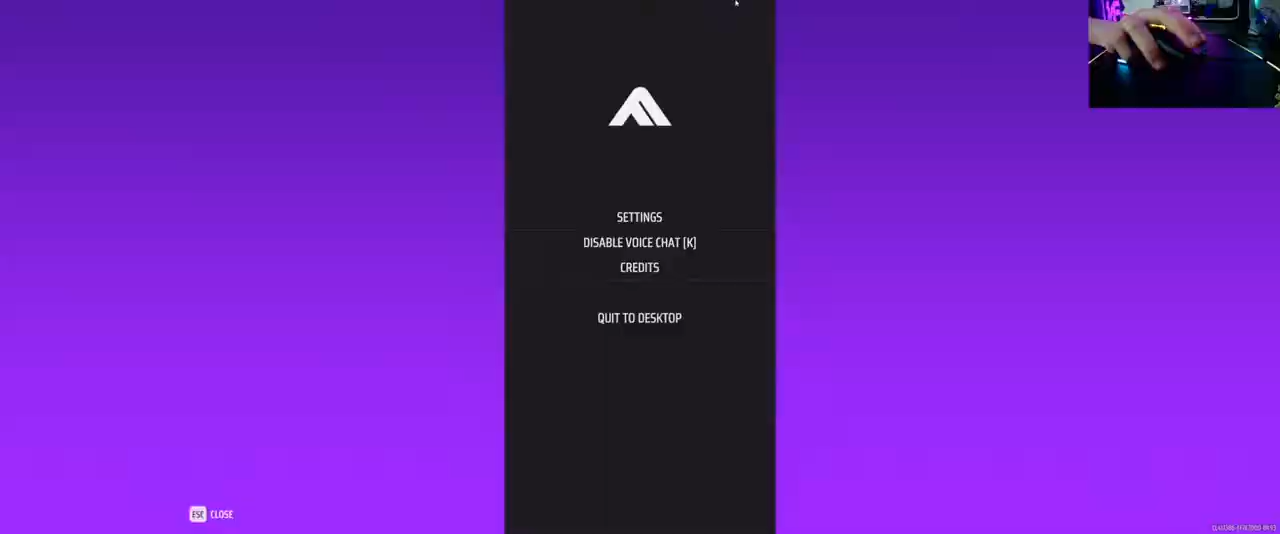 SETTINGS
DISABLE VOICE CHAT [K]
CREDITS
QUIT TO DESKTOP
ESC CLOSE